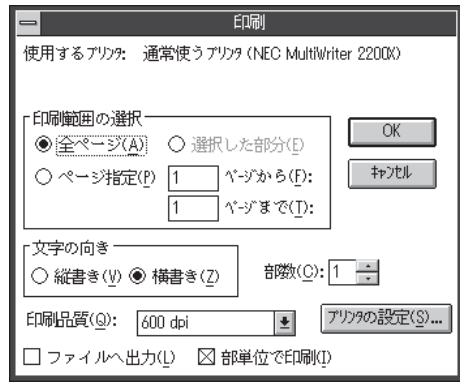 印刷
使用するプリンタ: 通常使うプリンタ (NEC MultiWriter 2200X)
印刷範囲の選択
全ページ(A) 選択した部分(E)
ページ指定(P) 1 ページから(F):
1 ページまで(T):
OK
キャンセル
文字の向き
縦書き(V) 横書き(Z)
部数(C): 1
印刷品質(Q): 600 dpi
プリンタの設定(S)...
ファイルへ出力(L) 部単位で印刷(I)